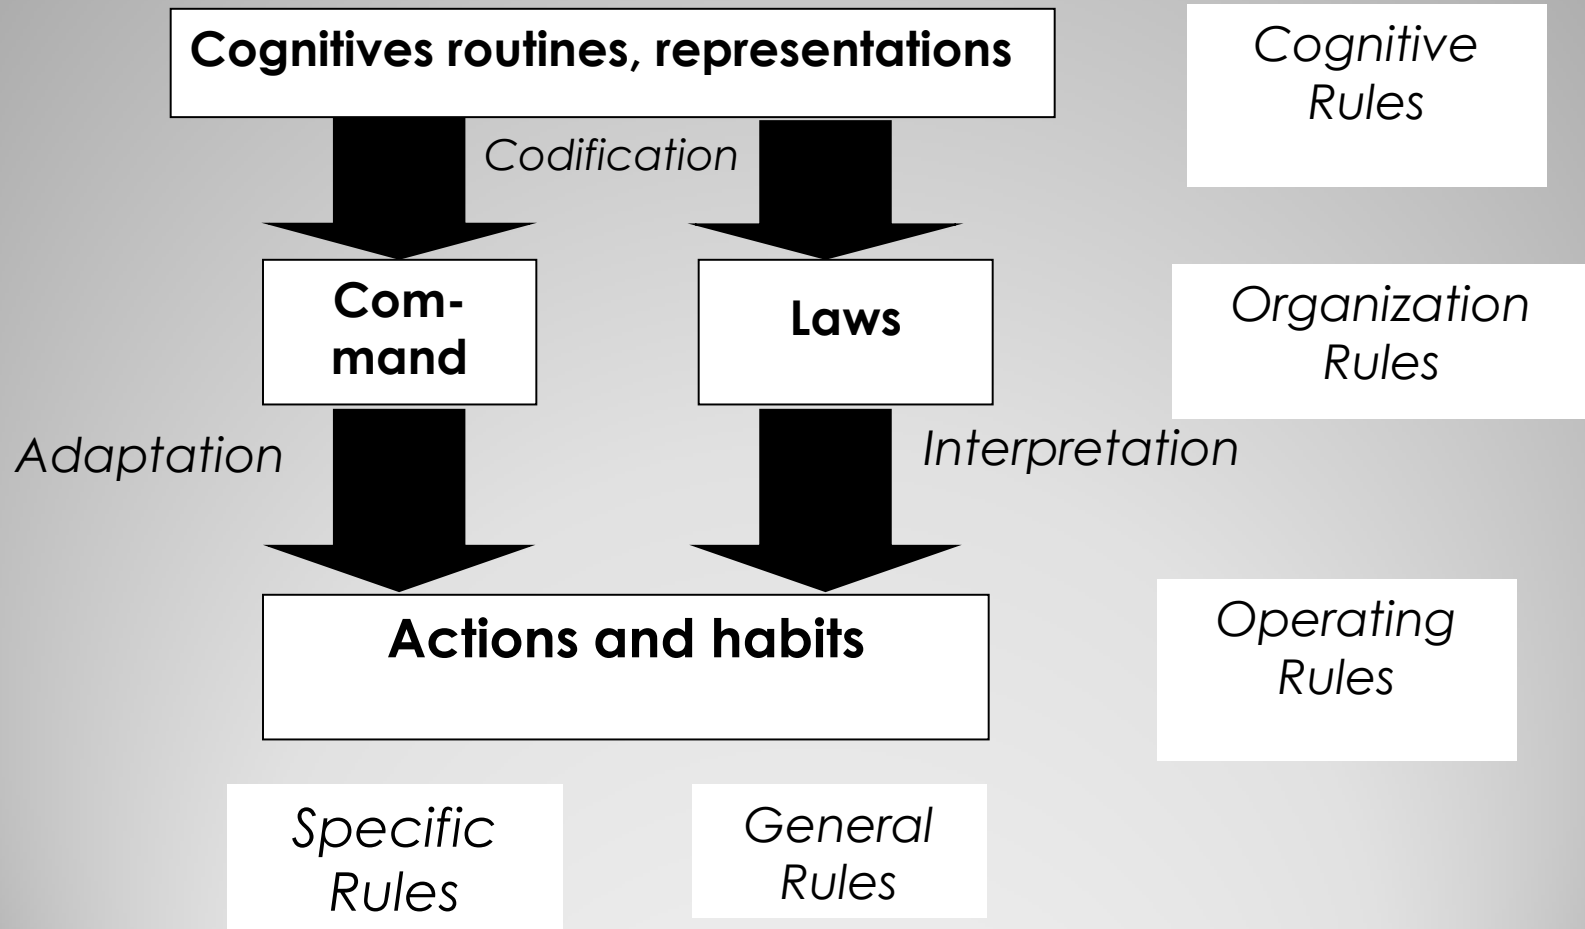 Cognitives routines, representations
Cognitive
Rules
Codification
Com-
mand
Laws
Organization
Rules
Adaptation
Interpretation
Actions and habits
Operating
Rules
Specific
Rules
General
Rules